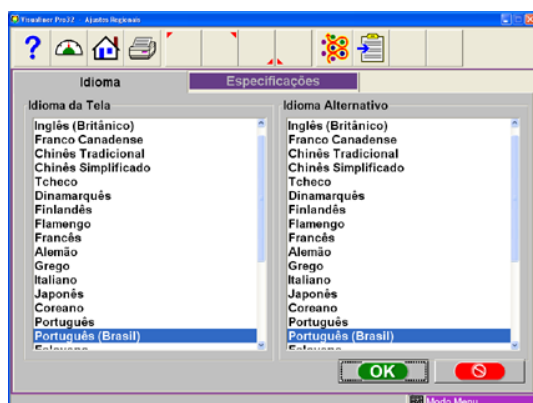 Visualiner Pro32 - Ajustes Regionais
?
Idioma
Especificações
Idioma da Tela
Idioma Alternativo
Inglês (Britânico)
Franco Canadense
Chinês Tradicional
Chinês Simplificado
Tcheco
Dinamarquês
Finlandês
Flamengo
Francês
Alemão
Grego
Italiano
Japonês
Coreano
Português
Português (Brasil)
Inglês (Britânico)
Franco Canadense
Chinês Tradicional
Chinês Simplificado
Tcheco
Dinamarquês
Finlandês
Flamengo
Francês
Alemão
Grego
Italiano
Japonês
Coreano
Português
Português (Brasil)
OK
Modo Menu